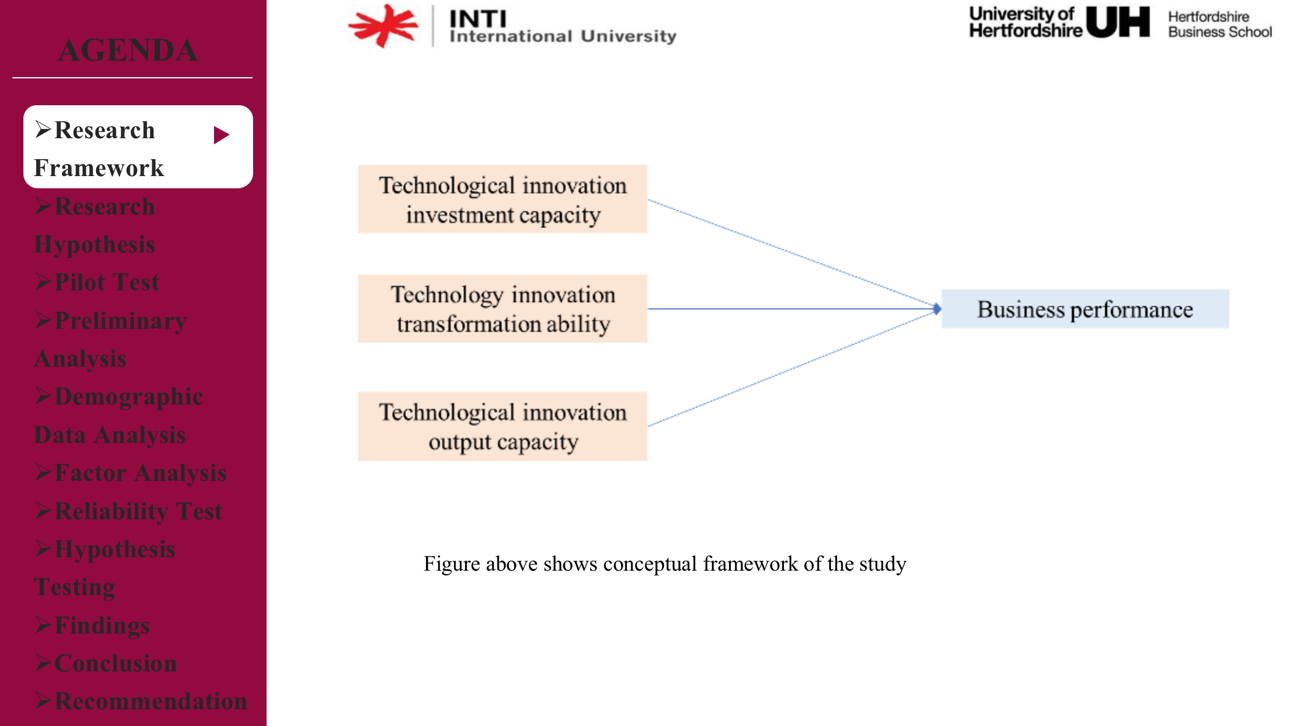 AGENDA
➢Research
Framework
➢Research
Hypothesis
➢Pilot Test
➢Preliminary
Analysis
➢Demographic
Data Analysis
➢Factor Analysis
➢Reliability Test
➢Hypothesis
Testing
➢Findings
➢Conclusion
➢Recommendation
INTI
International University
University of
Hertfordshire
UH
Hertfordshire
Business School
Technological innovation
investment capacity
Technology innovation
transformation ability
Technological innovation
output capacity
Business performance
Figure above shows conceptual framework of the study